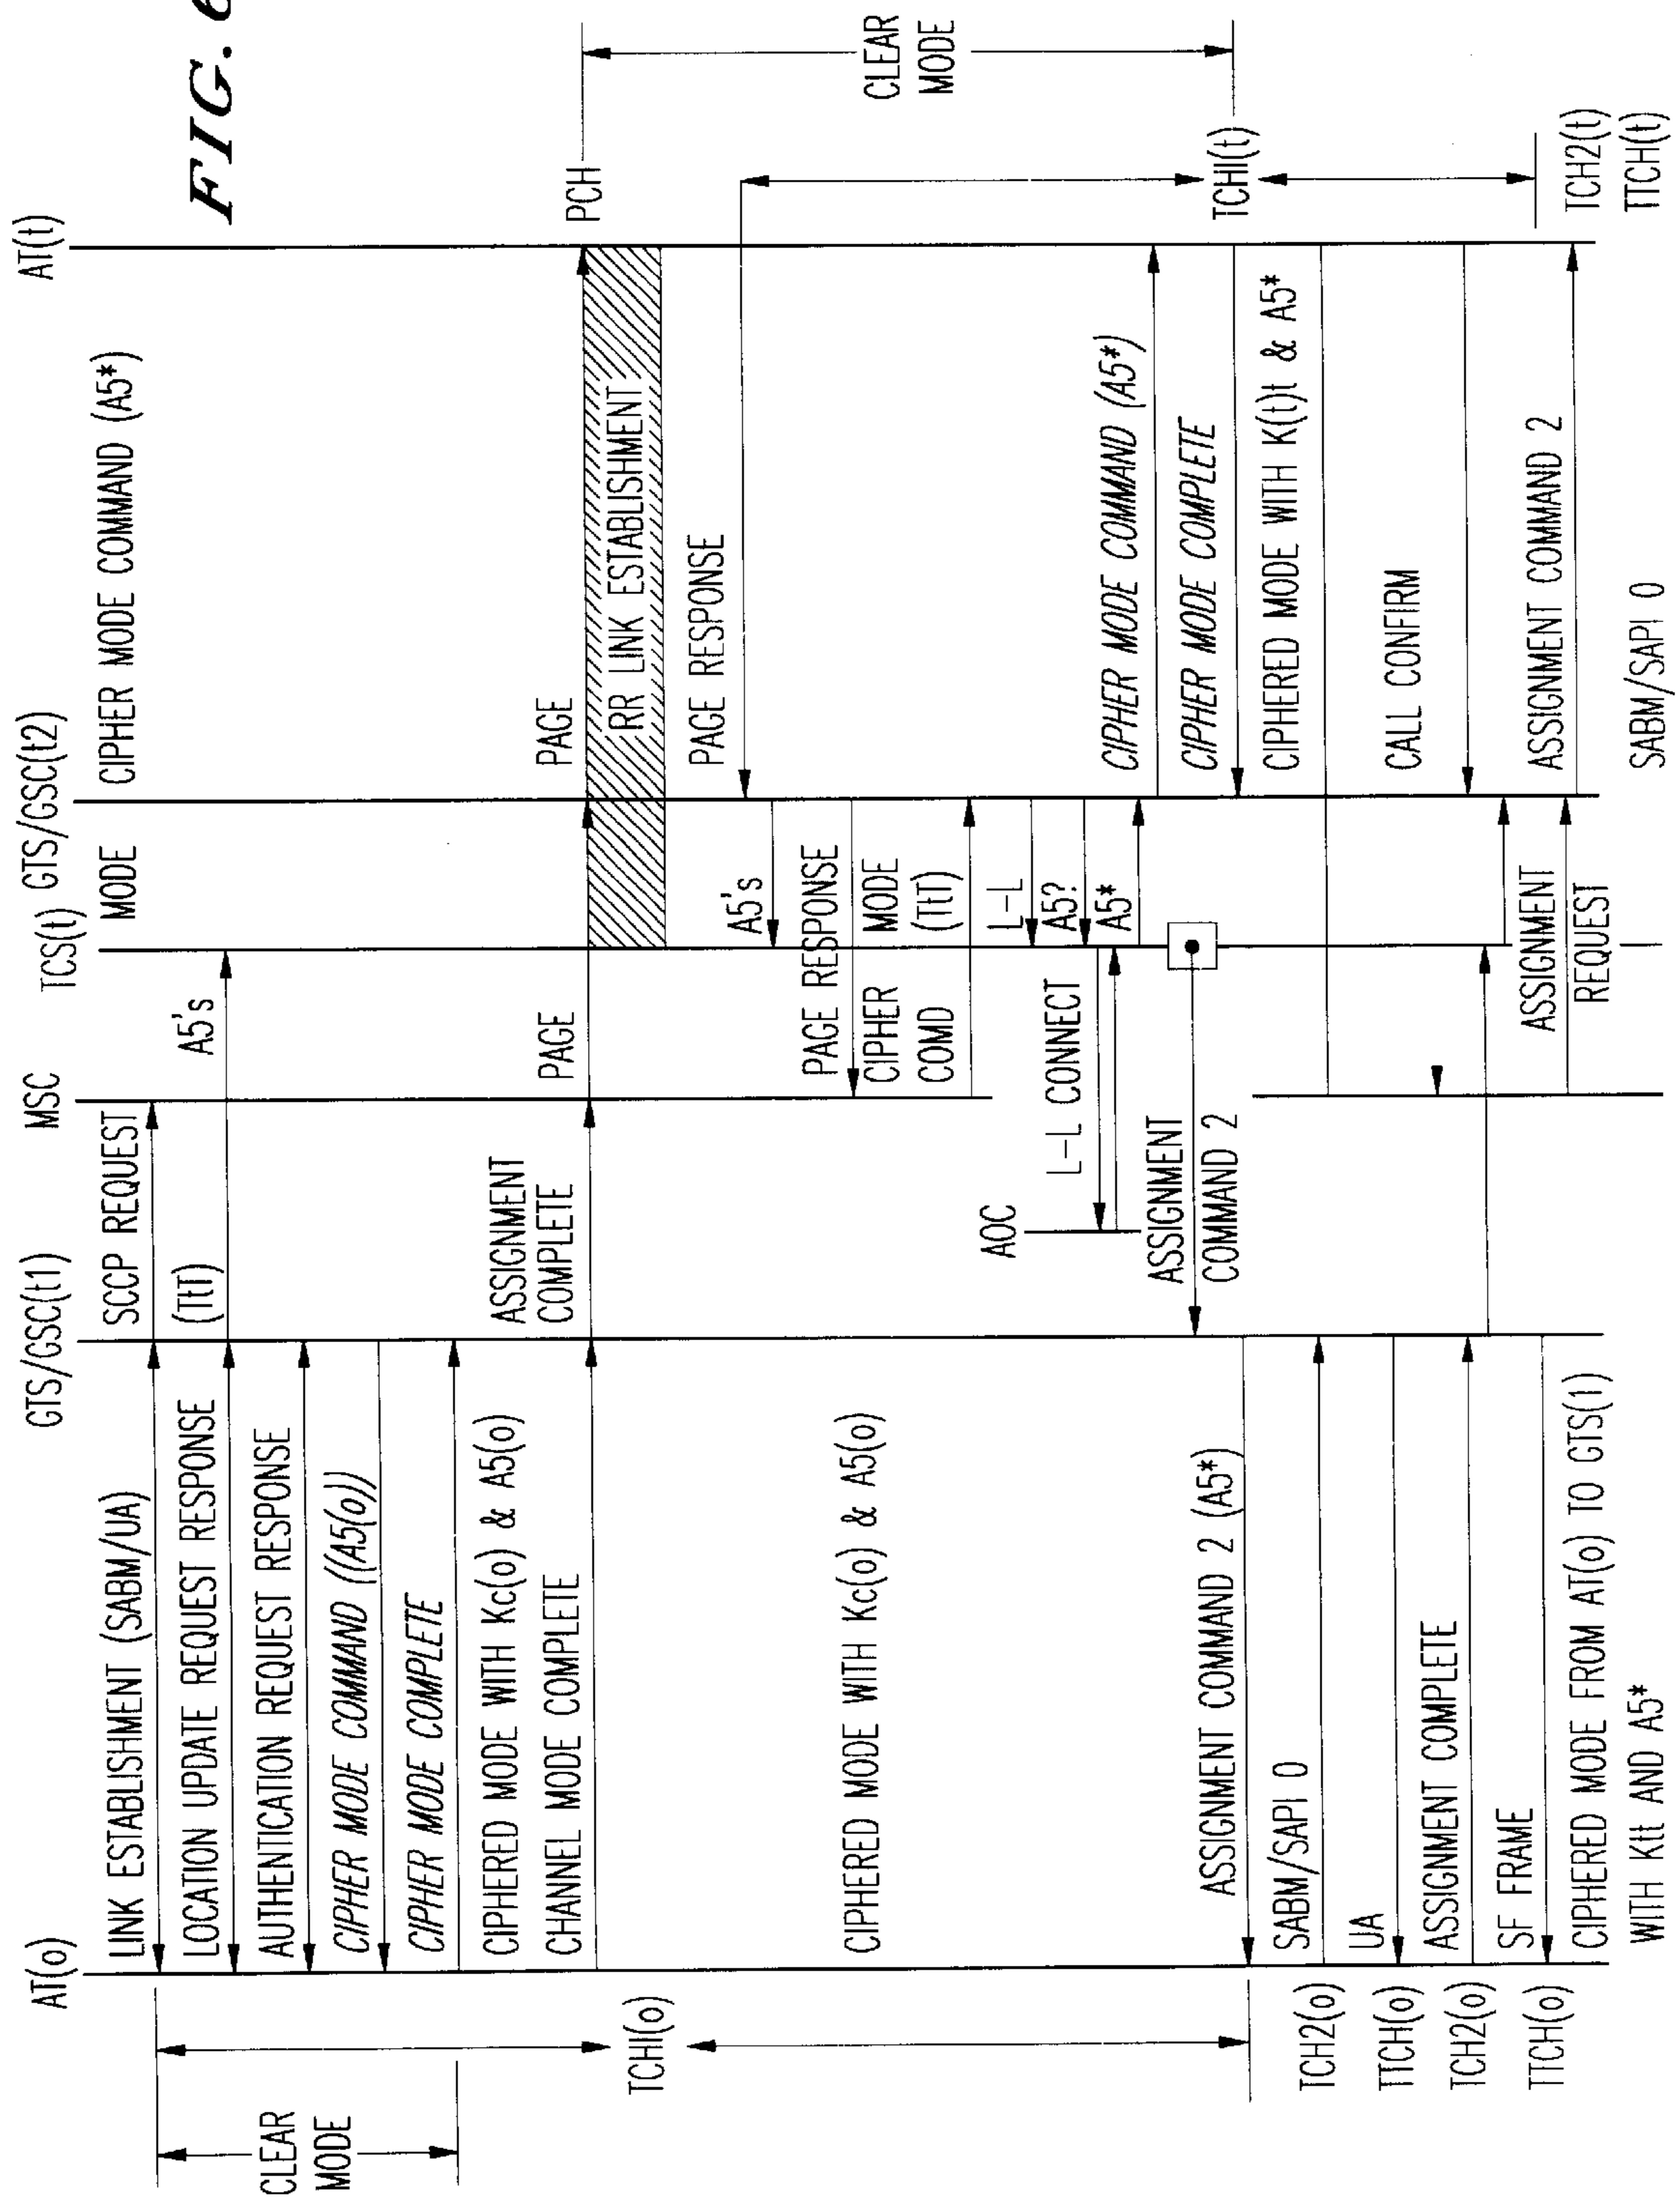 FIG. 6
AT(o)
GTS/GSC(t1)
MSC
TCS(t)
GTS/GSC(t2)
AT(t)
CLEAR
MODE
TCHI(o)
TCH2(o)
TTCH(o)
TCH2(o)
TTCH(o)
LINK ESTABLISHMENT (SABM/UA)
LOCATION UPDATE REQUEST RESPONSE
AUTHENTICATION REQUEST RESPONSE
CIPHER MODE COMMAND ((A5(o))
CIPHER MODE COMPLETE
CIPHERED MODE WITH Kc(o) & A5(o)
CHANNEL MODE COMPLETE
CIPHERED MODE WITH Kc(o) & A5(o)
ASSIGNMENT COMMAND 2 (A5*)
SABM/SAPI 0
UA
ASSIGNMENT COMPLETE
SF FRAME
CIPHERED MODE FROM AT(o) TO GTS(1)
WITH Ktt AND A5*
SCCP REQUEST
(TtT)
A5's
ASSIGNMENT
COMPLETE
PAGE
AOC
L-L CONNECT
ASSIGNMENT
COMMAND 2
MODE
A5's
PAGE RESPONSE
CIPHER MODE
COMD (TtT)
L-L
A5?
A5*
ASSIGNMENT
REQUEST
CIPHER MODE COMMAND (A5*)
PAGE
RR LINK ESTABLISHMENT
PAGE RESPONSE
CIPHER MODE COMMAND (A5*)
CIPHER MODE COMPLETE
CIPHERED MODE WITH K(t)t & A5*
CALL CONFIRM
ASSIGNMENT COMMAND 2
SABM/SAPI 0
PCH
CLEAR
MODE
TCHI(t)
TCH2(t)
TTCH(t)